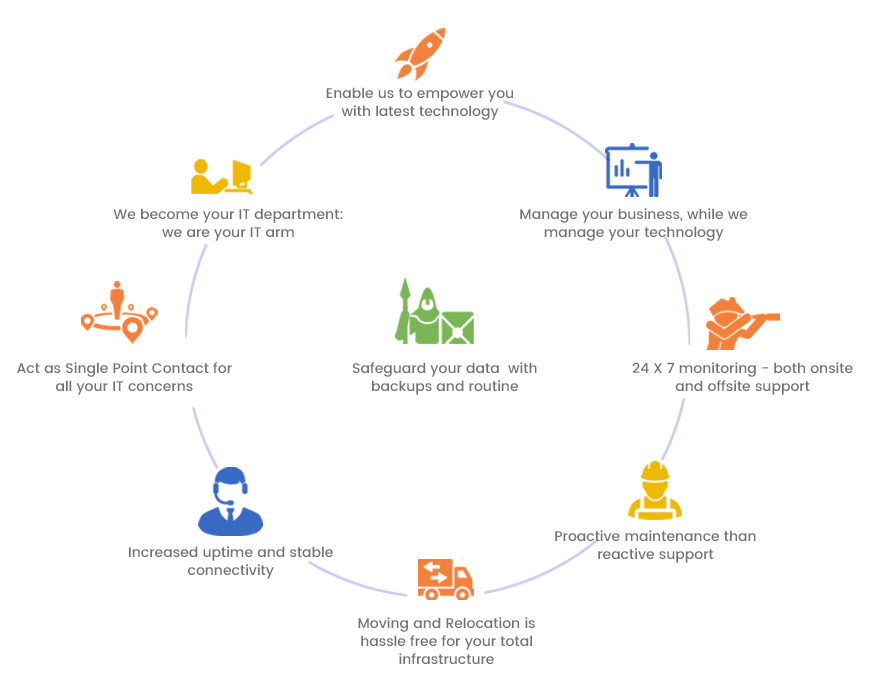 Enable us to empower you
with latest technology
We become your IT department:
we are your IT arm
Manage your business, while we
manage your technology
Act as Single Point Contact for
all your IT concerns
Safeguard your data  with
backups and routine
24 X 7 monitoring - both onsite
and offsite support
Increased uptime and stable
connectivity
Proactive maintenance than
reactive support
Moving and Relocation is
hassle free for your total
infrastructure